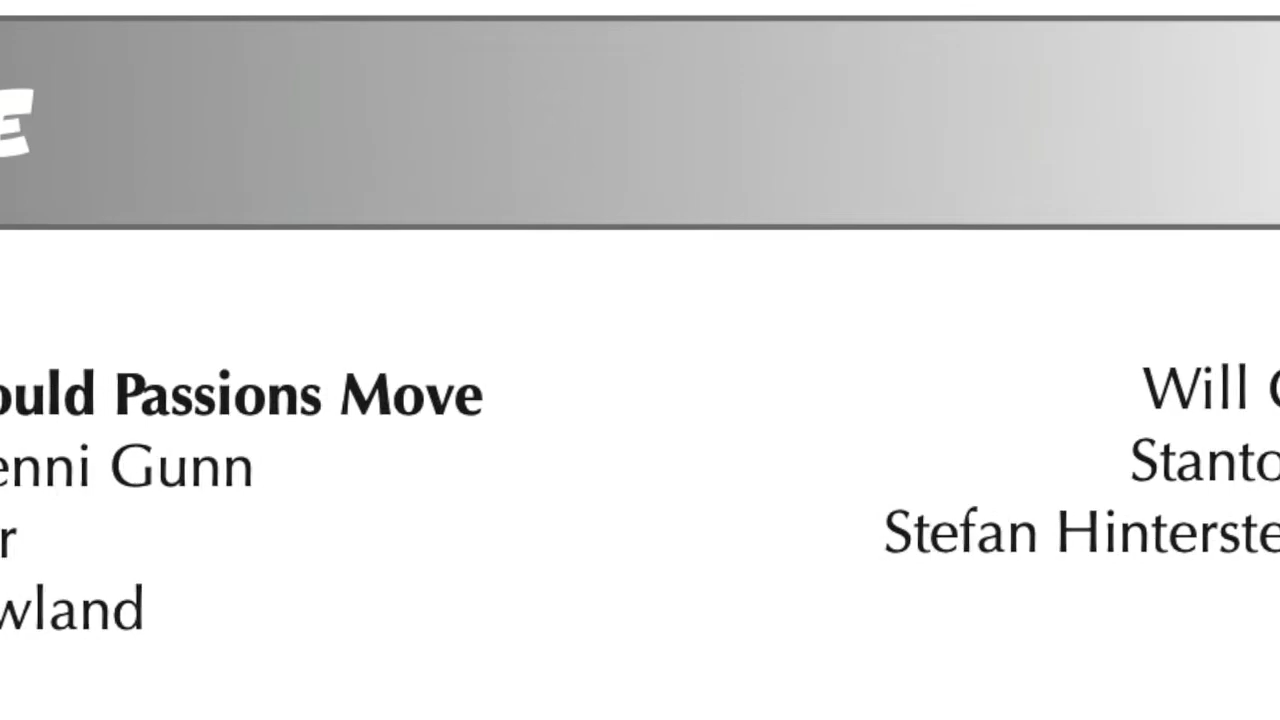 E
ould Passions Move
enni Gunn
r
wland
Will
Stanto
Stefan Hinterste